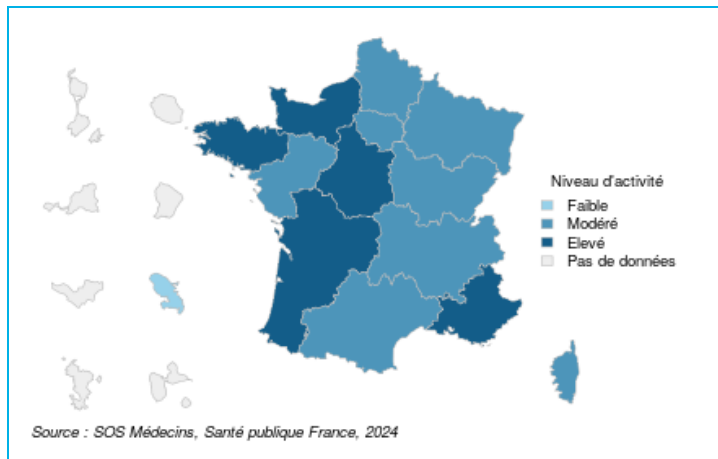 Niveau d'activité
Faible
Modéré
Elevé
Pas de données
Source : SOS Médecins, Santé publique France, 2024